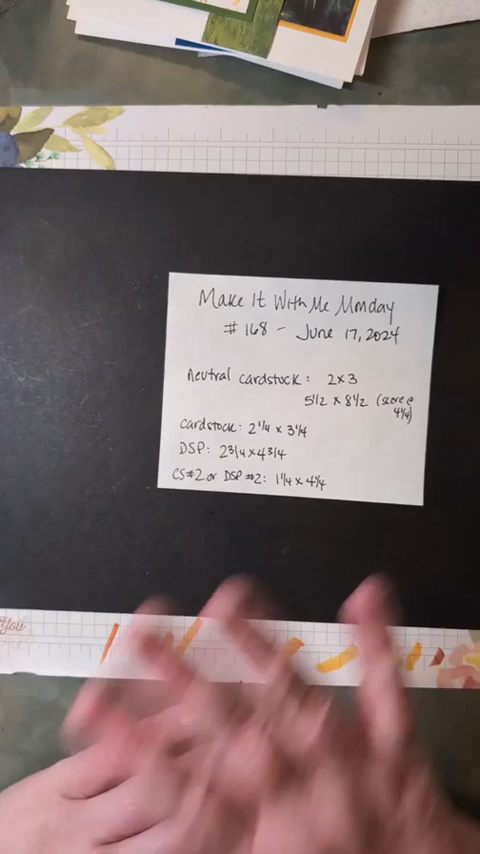 Make It With Me Monday
#168 - June 17, 2024
Neutral cardstock: 2x3
5 1/2 x 8 1/2 (score @ 4 1/4)
cardstock: 2 1/4 x 3 1/4
DSP: 2 3/4 x 4 3/4
CS#2 or DSP #2: 1 1/4 x 4 1/4
You